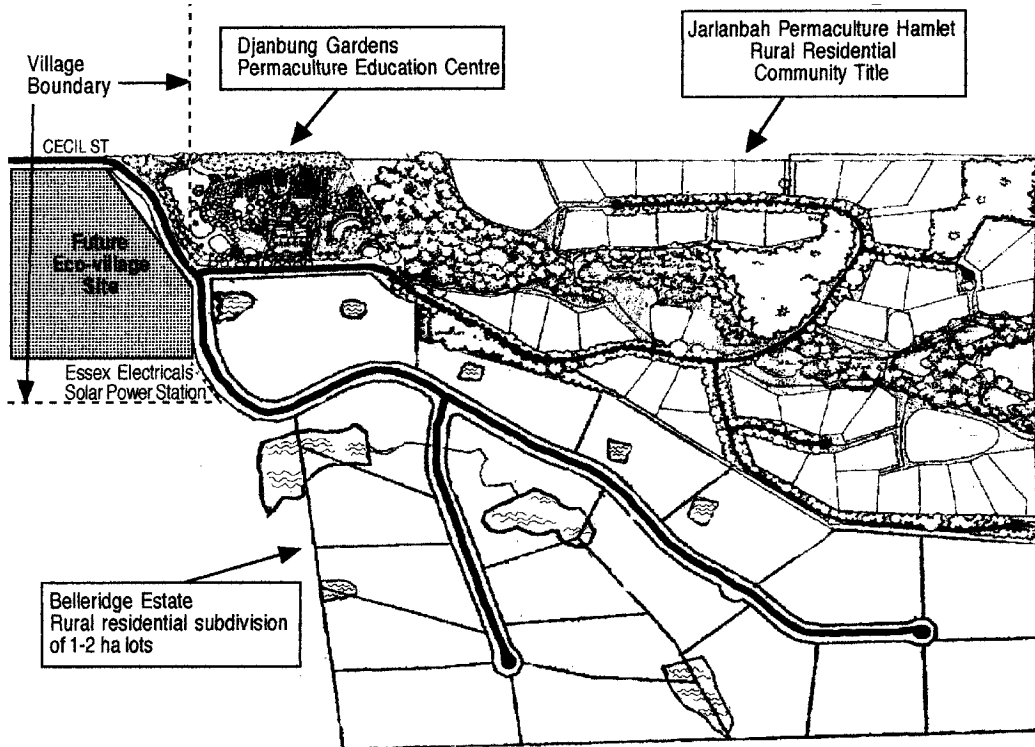 Djanbung Gardens
Permaculture Education Centre
Jarlanbah Permaculture Hamlet
Rural Residential
Community Title
Village
Boundary
CECIL ST
Future
Eco-village
Site
Essex Electricals
Solar Power Station
Belleridge Estate
Rural residential subdivision
of 1-2 ha lots